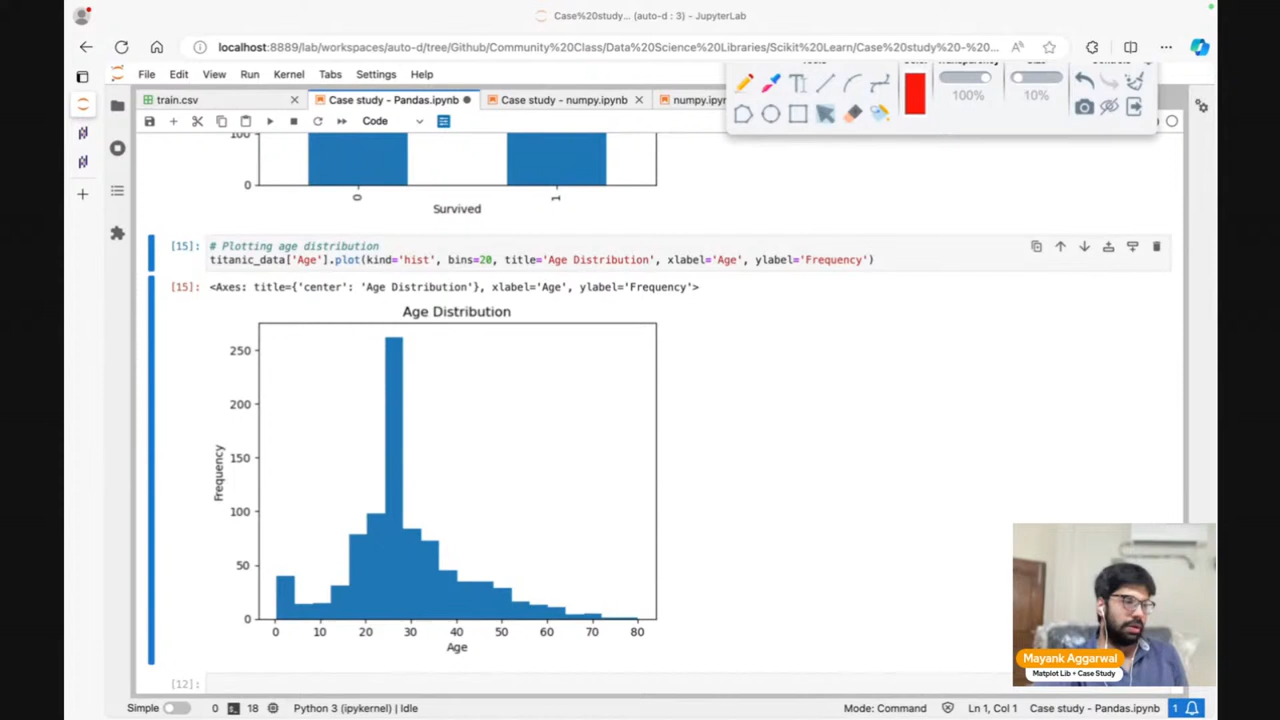 Case%20study... (auto-d : 3) - JupyterLab
localhost:8889/lab/workspaces/auto-d/tree/Github/Community%20Class/Data%20Science%20Libraries/Scikit%20Learn/Case%20study%20-%...
File Edit View Run Kernel Tabs Settings Help
100% 10%
train.csv Case study - Pandas.ipynb Case study - numpy.ipynb
Code
100
0
0 1
Survived
[15]: # Plotting age distribution
titanic_data['Age'].plot(kind='hist', bins=20, title='Age Distribution', xlabel='Age', ylabel='Frequency')
[15]: <Axes: title={'center': 'Age Distribution'}, xlabel='Age', ylabel='Frequency'>
Age Distribution
250
200
150
100
50
0
Frequency
0 10 20 30 40 50 60 70 80
Age
[12]:
Mayank Aggarwal
Matplot Lib + Case Study
Simple 0 18 Python 3 (ipykernel) | Idle Mode: Command Ln 1, Col 1 Case study - Pandas.ipynb 1